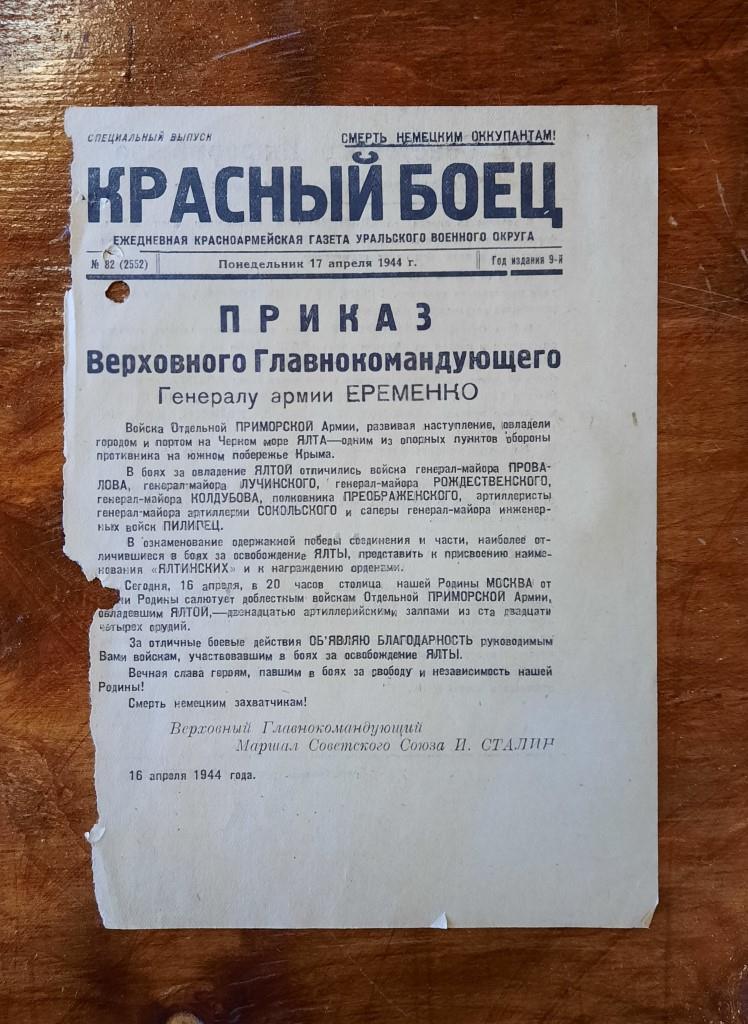 СПЕЦИАЛЬНЫЙ ВЫПУСК СМЕРТЬ НЕМЕЦКИМ ОККУПАНТАМ!
КРАСНЫЙ БОЕЦ
ЕЖЕДНЕВНАЯ КРАСНОАРМЕЙСКАЯ ГАЗЕТА УРАЛЬСКОГО ВОЕННОГО ОКРУГА
№ 82 (2552) Понедельник 17 апреля 1944 г. Год издания 9-й
ПРИКАЗ
Верховного Главнокомандующего
Генералу армии ЕРЕМЕНКО
Войска Отдельной ПРИМОРСКОЙ Армии, развивая наступление, овладели
городом и портом на Черном море ЯЛТА—одним из опорных пунктов обороны
противника на южном побережье Крыма.
В боях за овладение ЯЛТОЙ отличились войска генерал-майора ПРОВА-
ЛОВА, генерал-майора ЛУЧИНСКОГО, генерал-майора РОЖДЕСТВЕНСКОГО,
генерал-майора КОЛДУБОВА, полковника ПРЕОБРАЖЕНСКОГО, артиллеристы
генерал-майора артиллерии СОКОЛЬСКОГО и саперы генерал-майора инженер-
ных войск ПИЛИПЕЦ.
В ознаменование одержанной победы соединения и части, наиболее от-
личившиеся в боях за освобождение ЯЛТЫ, представить к присвоению наиме-
нования «ЯЛТИНСКИХ» и к награждению орденами.
Сегодня, 16 апреля, в 20 часов столица нашей Родины МОСКВА от
Родины салютует доблестным войскам Отдельной ПРИМОРСКОЙ Армии,
овладевшим ЯЛТОЙ,—двенадцатью артиллерийскими залпами из ста двадцати
четырех орудий.
За отличные боевые действия ОБ'ЯВЛЯЮ БЛАГОДАРНОСТЬ руководимым
Вами войскам, участвовавшим в боях за освобождение ЯЛТЫ.
Вечная слава героям, павшим в боях за свободу и независимость нашей
Родины!
Смерть немецким захватчикам!
Верховный Главнокомандующий
Маршал Советского Союза И. СТАЛИН
16 апреля 1944 года.